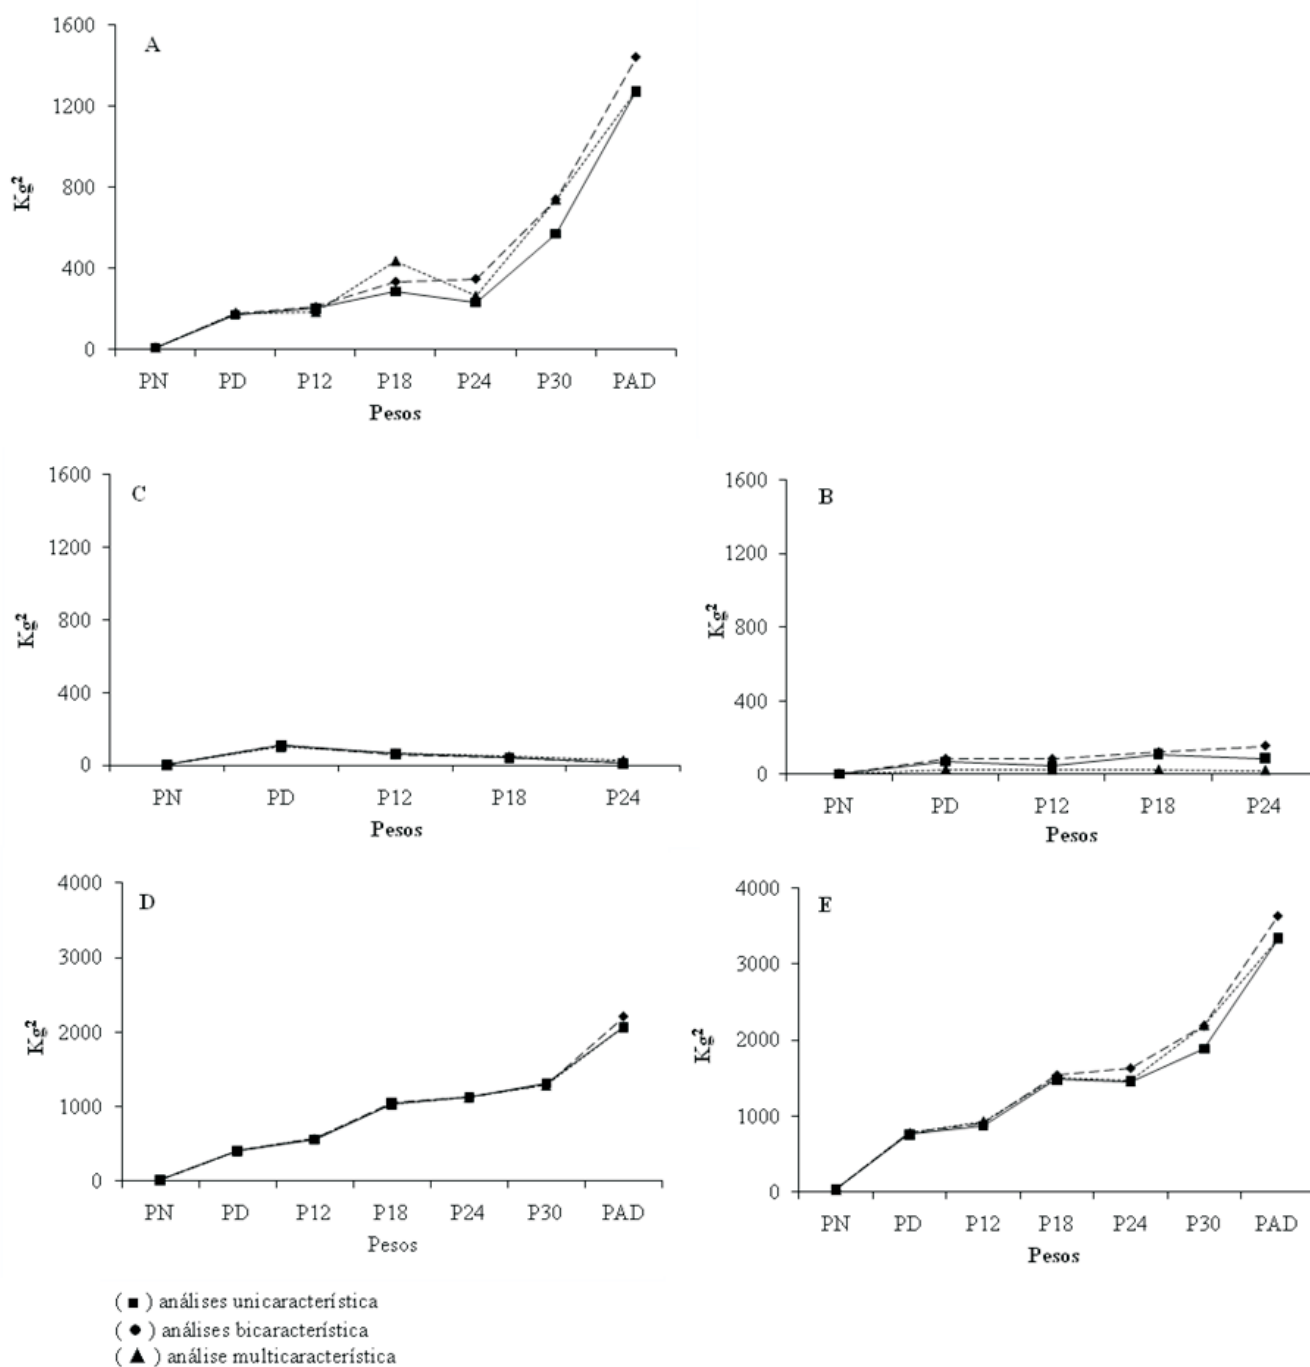 A
1600
1200
800
400
0
Kg²
PN PD P12 P18 P24 P30 PAD
Pesos
C
1600
1200
800
400
0
Kg²
PN PD P12 P18 P24
Pesos
B
1600
1200
800
400
0
Kg²
PN PD P12 P18 P24
Pesos
D
4000
3000
2000
1000
0
Kg²
PN PD P12 P18 P24 P30 PAD
Pesos
E
4000
3000
2000
1000
0
Kg²
PN PD P12 P18 P24 P30 PAD
Pesos
( ■ ) análises unicaracterística
( ● ) análises bicaracterística
( ▲ ) análise multicaracterística